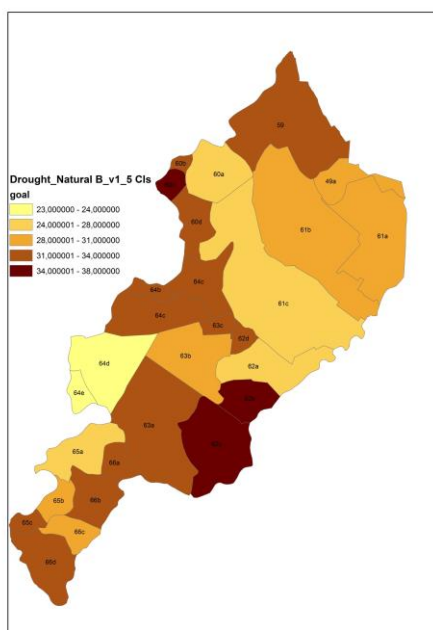 Drought_Natural B_v1_5 Cls
goal
23,000000 - 24,000000
24,000001 - 28,000000
28,000001 - 31,000000
31,000001 - 34,000000
34,000001 - 38,000000
59
60b
60a
49a
61a
60d
61b
64c
64b
61c
64c
63c
62d
63b
62a
64d
64e
63a
65a
66a
65b
66b
65c
66c
66d